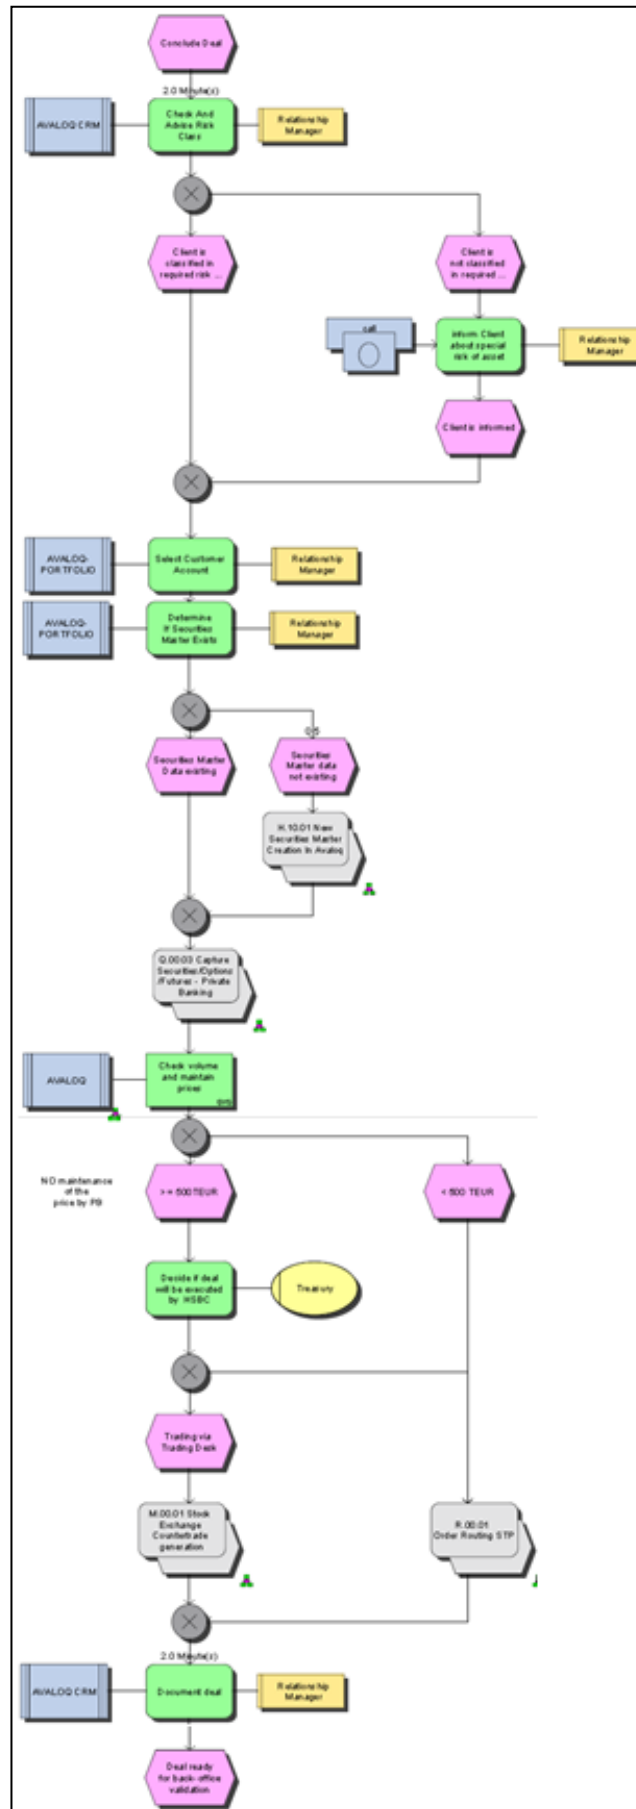 Conclude Deal
2.0 Minute(s)
AVALOQ CRM
Check And
Advise Risk
Class
Relationship
Manager
Client is
classified in
required risk ...
Client is
not classified
in required ...
call
inform Client
about special
risk of asset
Relationship
Manager
Client is informed
AVALOQ-
PORTFOLIO
Select Customer
Account
Relationship
Manager
AVALOQ-
PORTFOLIO
Determine
If Securities
Master Exists
Relationship
Manager
Securities Master
Data existing
Securities
Master data
not existing
H.10.01 New
Securities Master
Creation In Avaloq
Q.00.03 Capture
Securities/Options
/Futures - Private
Banking
AVALOQ
Check volume
and maintain
prices
NO maintenance
of the
price by PB
>= 500 TEUR
< 500 TEUR
Decide if deal
will be executed
by HSBC
Treasury
Trading via
Trading Desk
M.00.01 Stock
Exchange
Countertrade
generation
R.00.01
Order Routing STP
2.0 Minute(s)
AVALOQ CRM
Document deal
Relationship
Manager
Deal ready
for back-office
validation